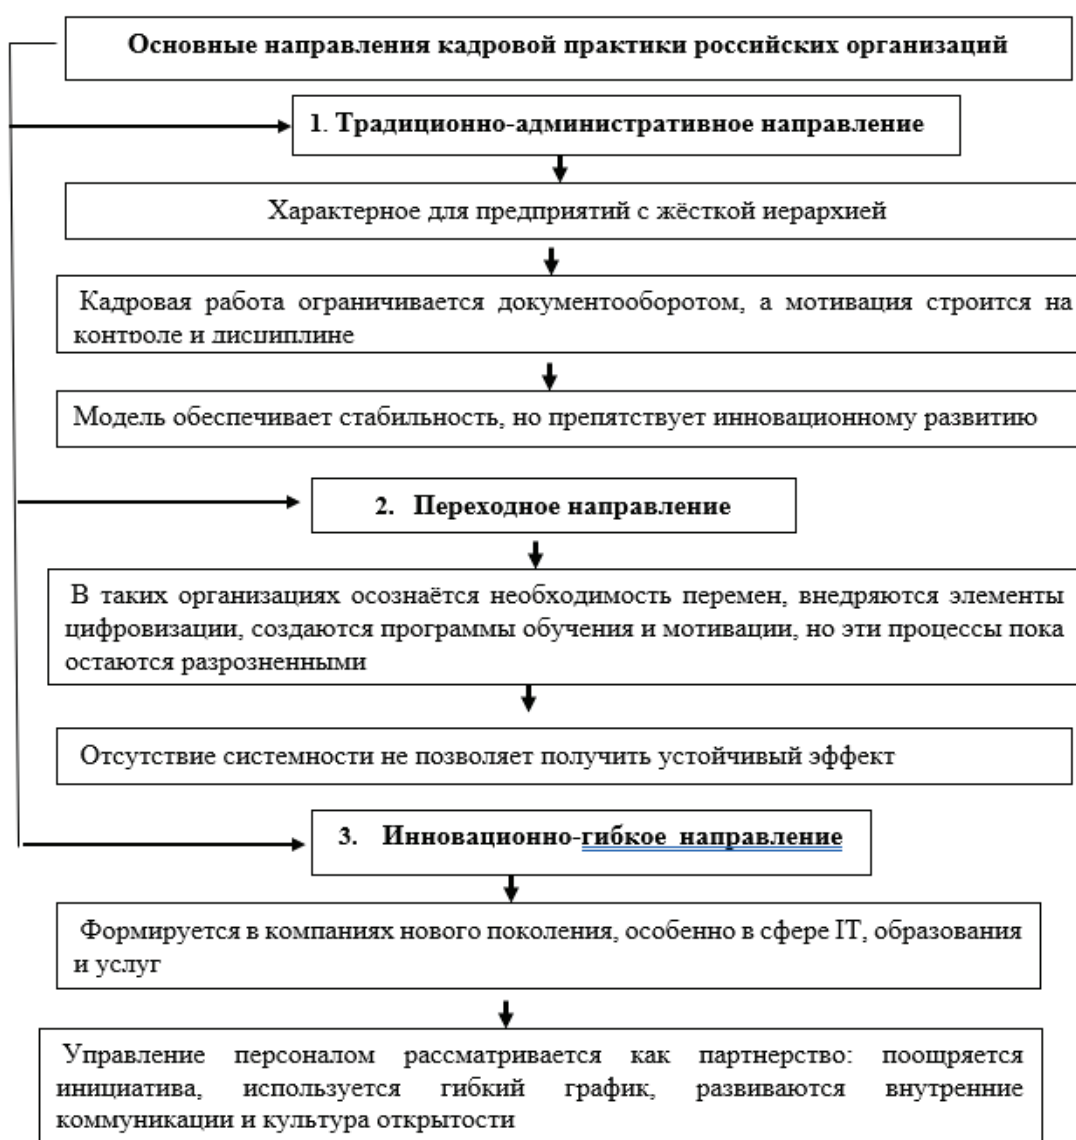 Основные направления кадровой практики российских организаций
1. Традиционно-административное направление
Характерное для предприятий с жёсткой иерархией
Кадровая работа ограничивается документооборотом, а мотивация строится на
контроле и дисциплине
Модель обеспечивает стабильность, но препятствует инновационному развитию
2. Переходное направление
В таких организациях осознаётся необходимость перемен, внедряются элементы
цифровизации, создаются программы обучения и мотивации, но эти процессы пока
остаются разрозненными
Отсутствие системности не позволяет получить устойчивый эффект
3. Инновационно-гибкое направление
Формируется в компаниях нового поколения, особенно в сфере IT, образования
и услуг
Управление персоналом рассматривается как партнерство: поощряется
инициатива, используется гибкий график, развиваются внутренние
коммуникации и культура открытости